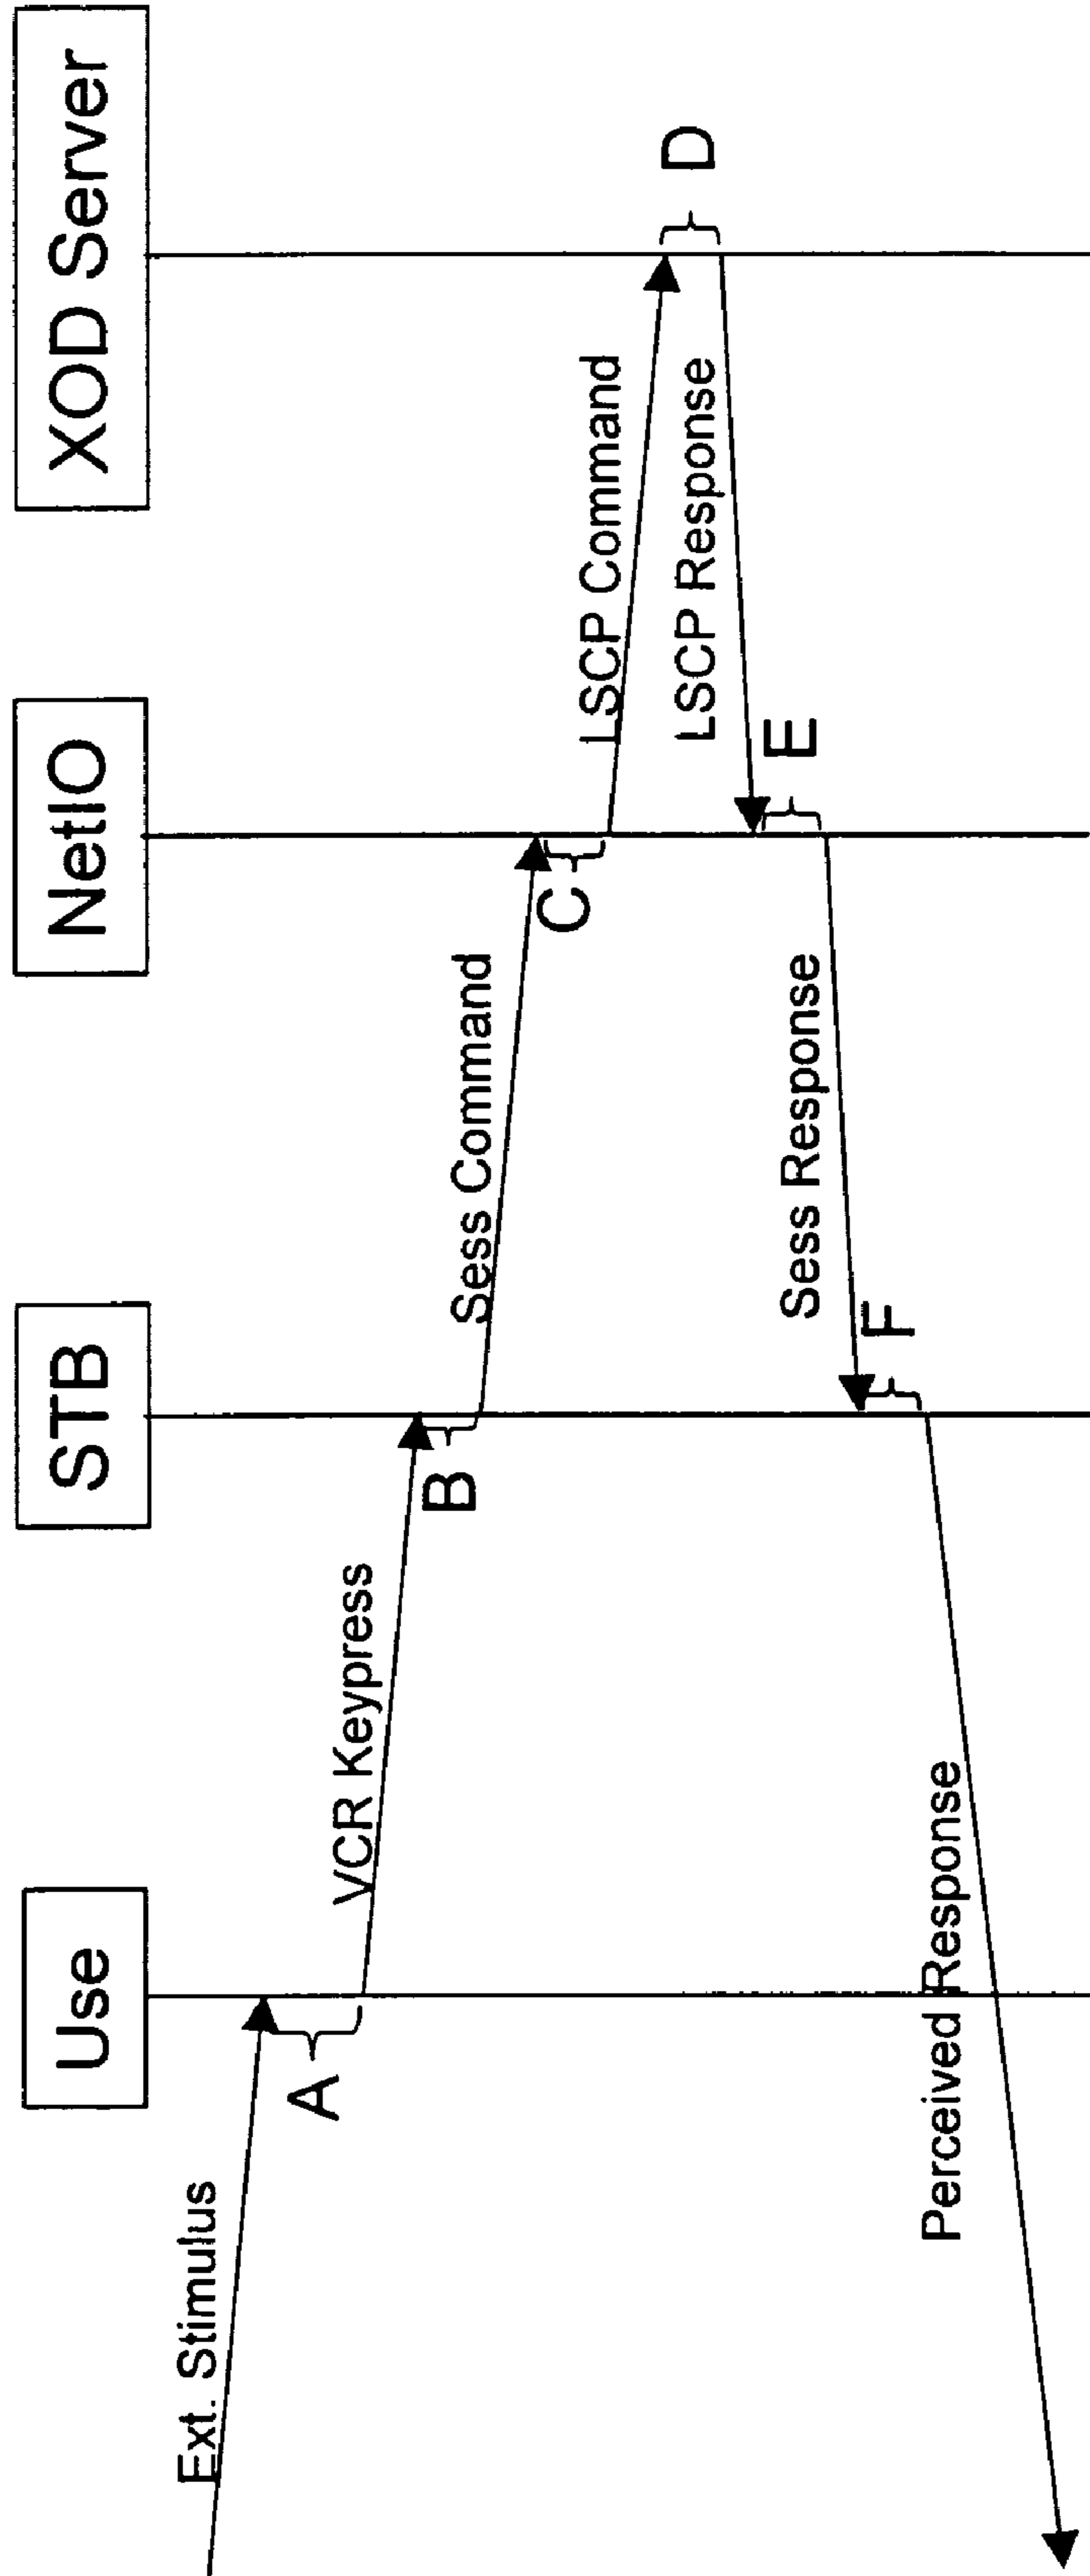 Use
STB
NetIO
XOD Server
Ext. Stimulus
A
VCR Keypress
B
Sess Command
C
LSCP Command
D
LSCP Response
E
Sess Response
F
Perceived Response